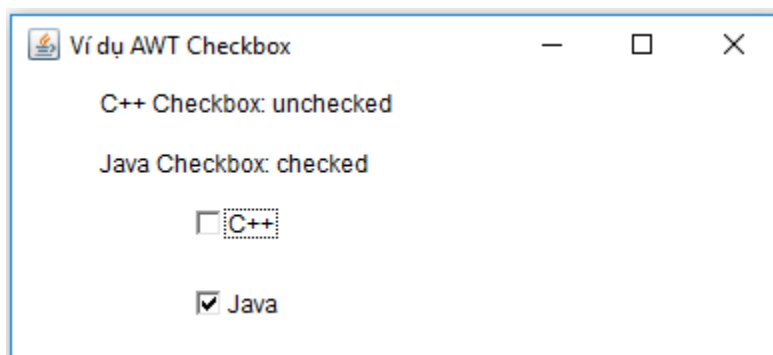 Ví dụ AWT Checkbox
C++ Checkbox: unchecked
Java Checkbox: checked
C++
Java